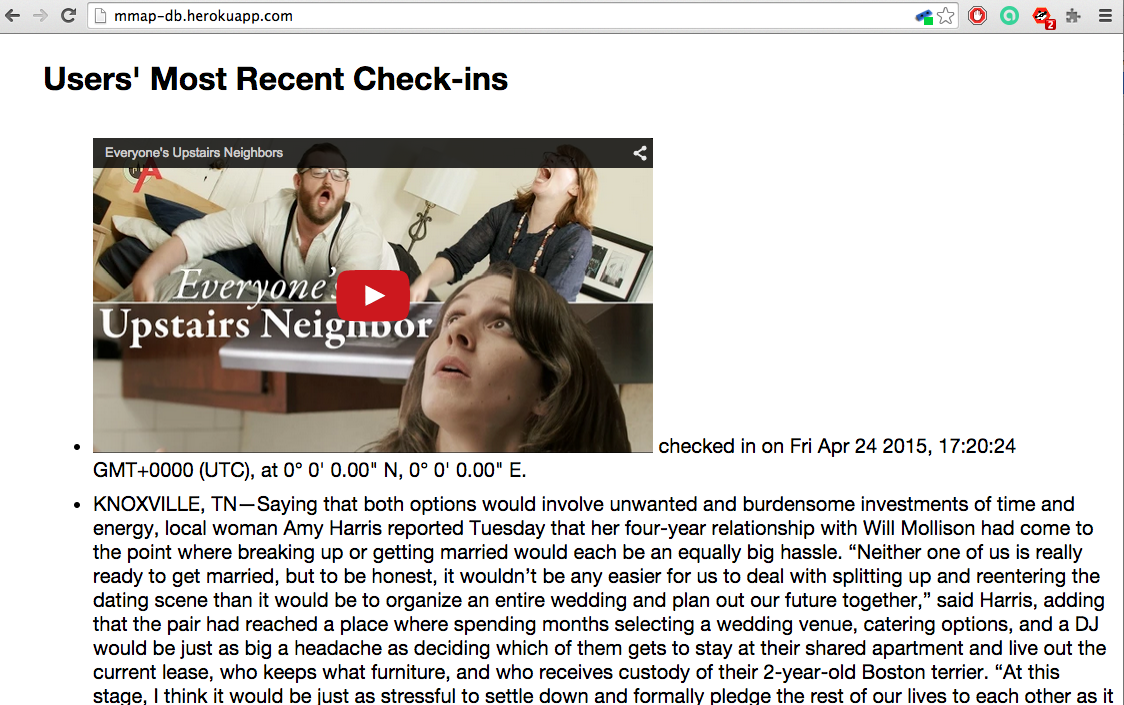 mmap-db.herokuapp.com
2
Users' Most Recent Check-ins
Everyone's Upstairs Neighbors
A
Everyone's
Upstairs Neighbor
checked in on Fri Apr 24 2015, 17:20:24
GMT+0000 (UTC), at 0° 0' 0.00" N, 0° 0' 0.00" E.
KNOXVILLE, TN—Saying that both options would involve unwanted and burdensome investments of time and
energy, local woman Amy Harris reported Tuesday that her four-year relationship with Will Mollison had come to
the point where breaking up or getting married would each be an equally big hassle. “Neither one of us is really
ready to get married, but to be honest, it wouldn’t be any easier for us to deal with splitting up and reentering the
dating scene than it would be to organize an entire wedding and plan out our future together,” said Harris, adding
that the pair had reached a place where spending months selecting a wedding venue, catering options, and a DJ
would be just as big a headache as deciding which of them gets to stay at their shared apartment and live out the
current lease, who keeps what furniture, and who receives custody of their 2-year-old Boston terrier. “At this
stage, I think it would be just as stressful to settle down and formally pledge the rest of our lives to each other as it